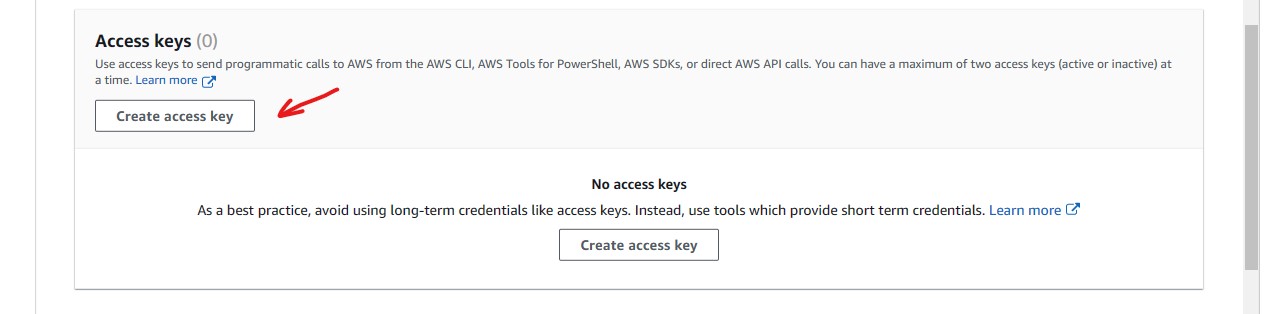 Access keys (0)
Use access keys to send programmatic calls to AWS from the AWS CLI, AWS Tools for PowerShell, AWS SDKs, or direct AWS API calls. You can have a maximum of two access keys (active or inactive) at
a time. Learn more
Create access key
No access keys
As a best practice, avoid using long-term credentials like access keys. Instead, use tools which provide short term credentials. Learn more
Create access key